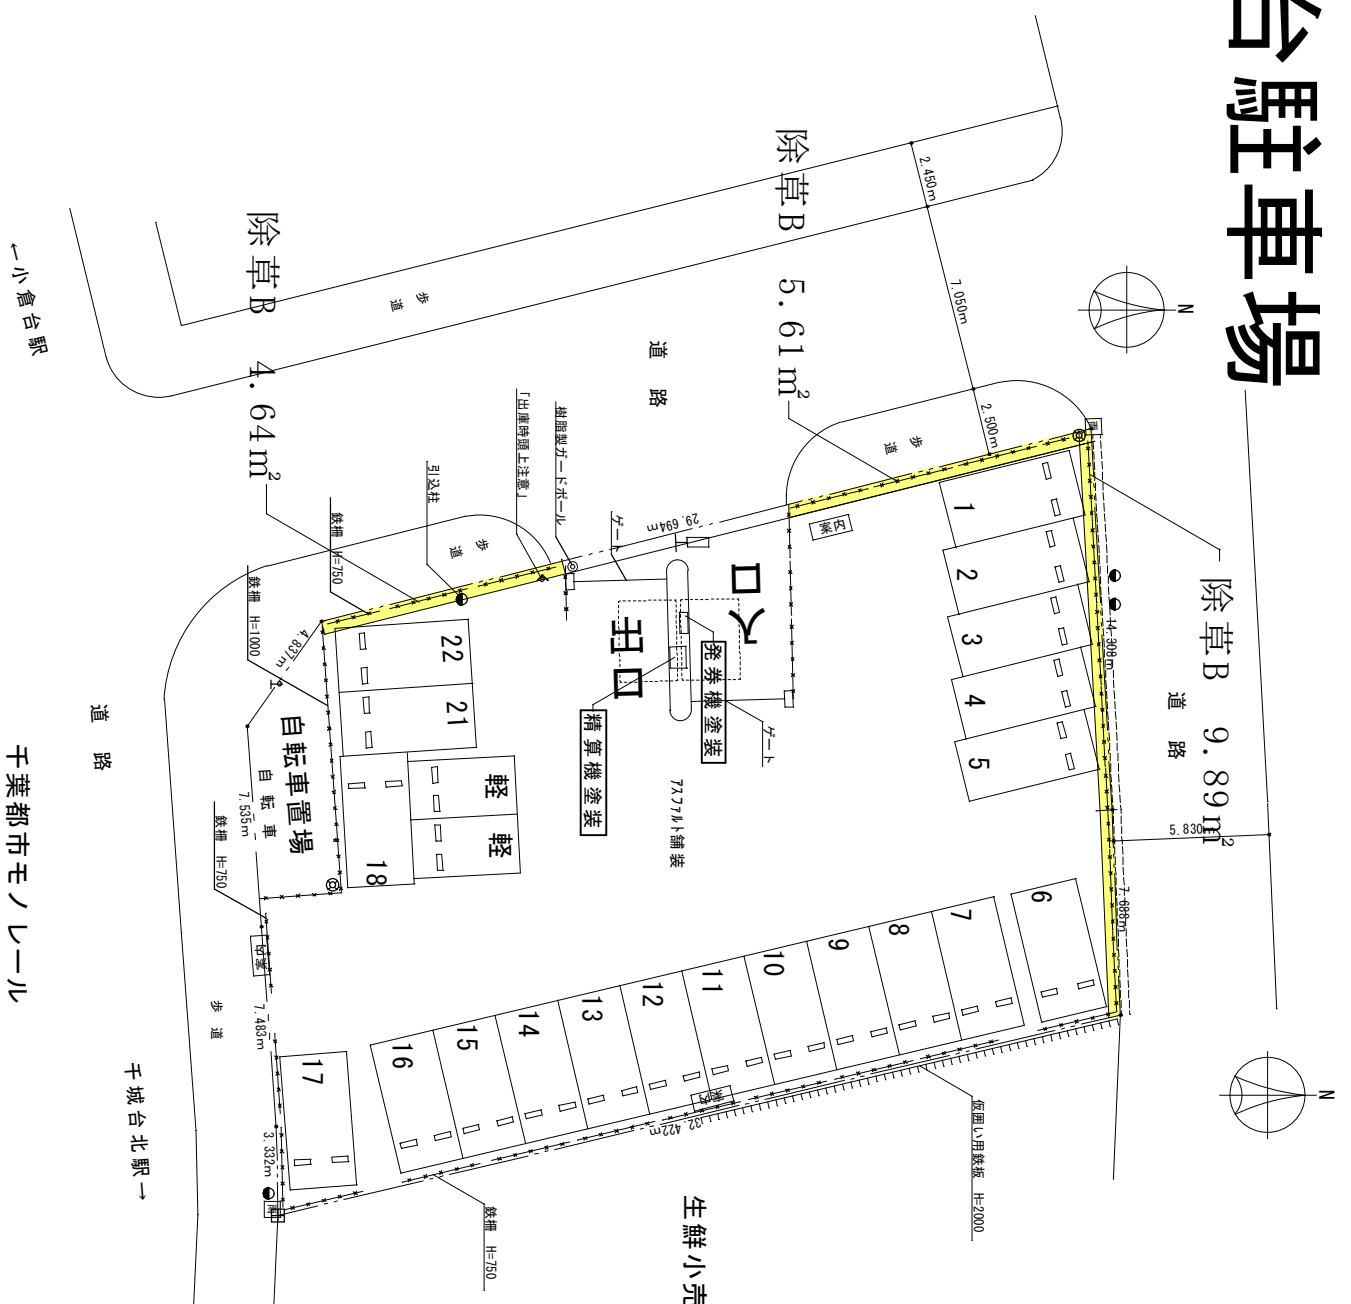 台駐車場
N
除草B 9.89㎡
道路
5.830m
14.308m
7.688m
N
除草B 5.61㎡
2.450m
7.050m
2.500m
歩道
道路
歩道
除草B 4.64㎡
←小倉台駅
雨
案内
1
2
3
4
5
6
7
8
9
10
11
12
13
14
15
16
17
18
21
22
軽
軽
29.694m
入口
出口
ゲート
ゲート
発券機塗装
精算機塗装
アスファルト舗装
樹脂製ガードポール
「出庫時頭上注意」
引込柱
鉄柵 H=750
鉄柵 H=1000
歩道
4.837m
自転車置場
自転車
7.535m
鉄柵 H=750
案内
7.483m
歩道
3.332m
雨
案内
32.422m
仮囲い用鉄板 H=2000
鉄柵 H=750
生鮮小売
道路
千葉都市モノレール
千城台北駅→